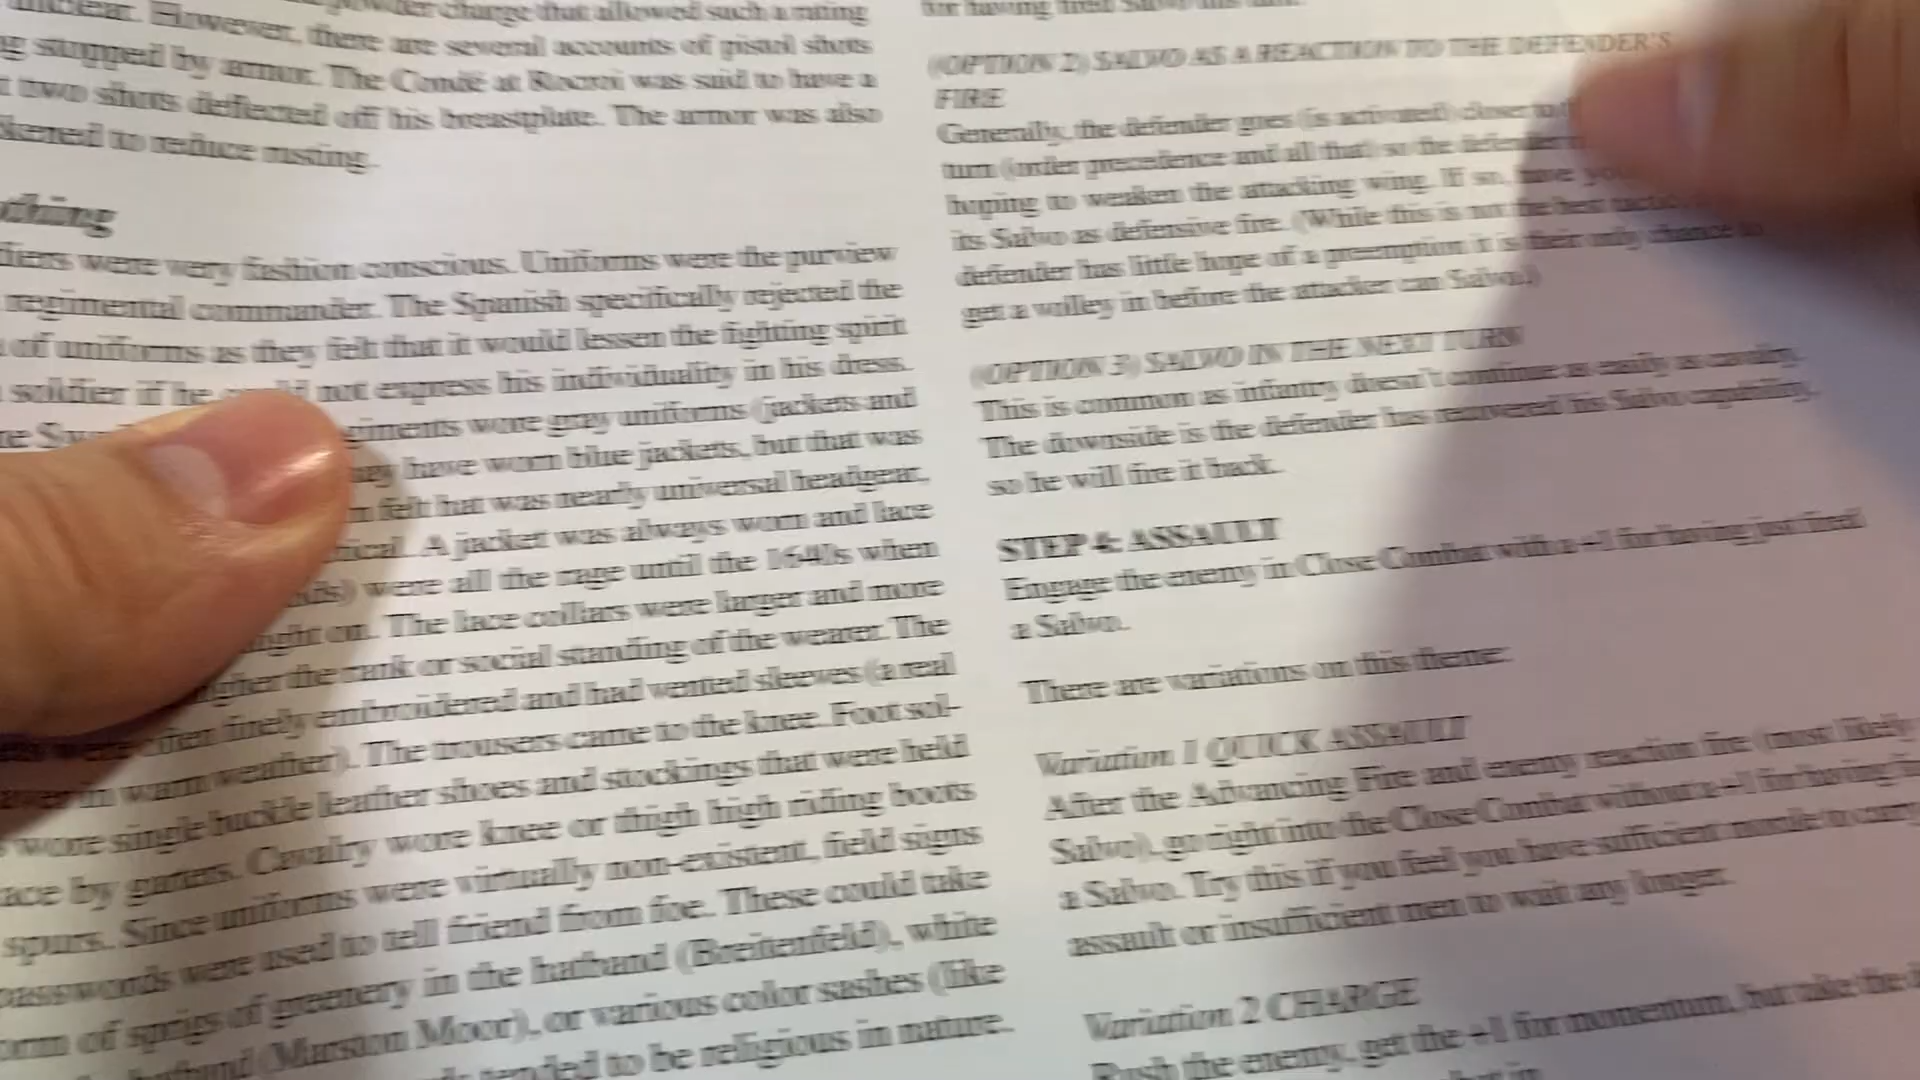 However, there are several accounts of pistol shots
stopped by armor. The Condé at Rocroi was said to have a
two shots deflected off his breastplate. The armor was also
to reduce rusting.
were very fashion conscious. Uniforms were the purview
regimental commander. The Spanish specifically rejected the
of uniforms as they felt that it would lessen the fighting spirit
soldier if he not express his individuality in his dress.
wore gray uniforms (jackets and
have worn blue jackets, but that was
felt hat was nearly universal headgear,
A jacket was always worn and lace
were all the rage until the 1640s when
on. The lace collars were larger and more
the rank or social standing of the wearer. The
finely embroidered and had vented sleeves (a real
in warm weather). The trousers came to the knee. Foot sol-
wore single buckle leather shoes and stockings that were held
by garters. Cavalry wore knee or thigh high riding boots
spurs. Since uniforms were virtually non-existent, field signs
passwords were used to tell friend from foe. These could take
of sprigs of greenery in the hatband (Breitenfeld), white
(Marston Moor), or various color sashes (like
tended to be religious in nature.
(OPTION 2) SALVO AS A REACTION TO THE DEFENDER'S
FIRE
Generally, the defender goes (is activated) closer to
turn (order precedence and all that) so the defender
hoping to weaken the attacking wing. If so, have
its Salvo as defensive fire. (While this is not the best
defender has little hope of a preemption it is their only chance to
get a volley in before the attacker can Salvo.)
(OPTION 3) SALVO IN THE NEXT TURN
This is common as infantry doesn't continue as easily as cavalry.
The downside is the defender has recovered his Salvo capability,
so he will fire it back.
STEP 4: ASSAULT
Engage the enemy in Close Combat with a +1 for having just fired
a Salvo.
There are variations on this theme:
Variation 1 QUICK ASSAULT
After the Advancing Fire and enemy reaction fire (most likely
Salvo), go right into the Close Combat without a +1 for having
a Salvo. Try this if you feel you have sufficient morale to carry
assault or insufficient men to wait any longer.
Variation 2 CHARGE
Push the enemy, get the +1 for momentum, but take the